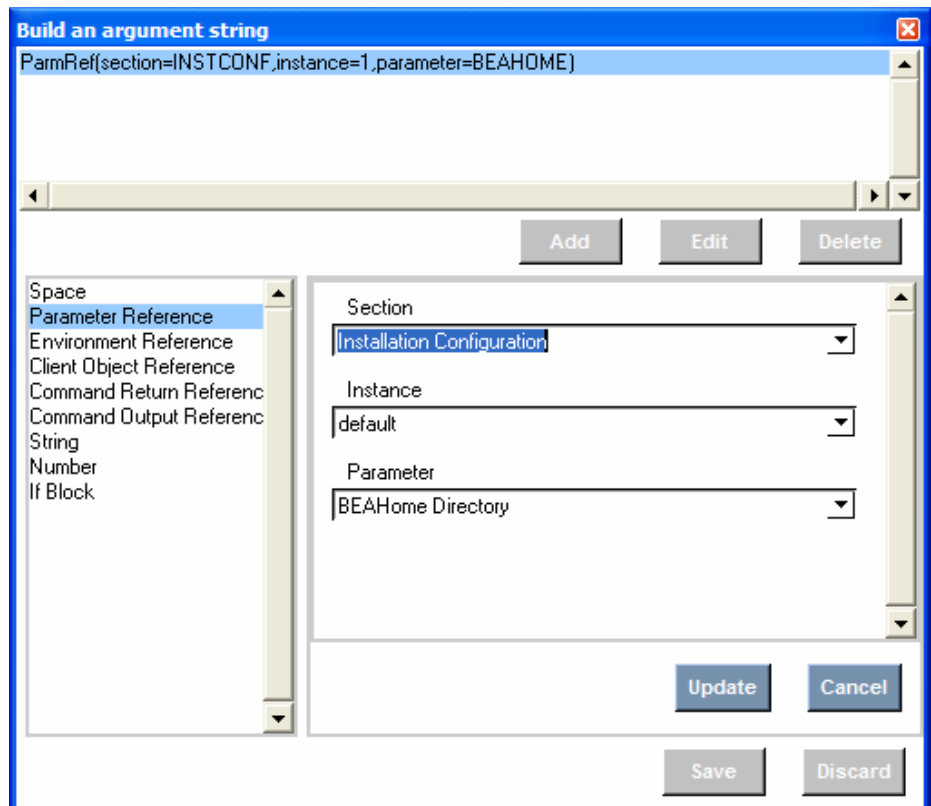 Build an argument string
ParmRef(section=INSTCONF,instance=1,parameter=BEAHOME)
Add Edit Delete
Space
Parameter Reference
Environment Reference
Client Object Reference
Command Return Referenc
Command Output Referenc
String
Number
If Block
Section
Installation Configuration
Instance
default
Parameter
BEAHome Directory
Update Cancel
Save Discard